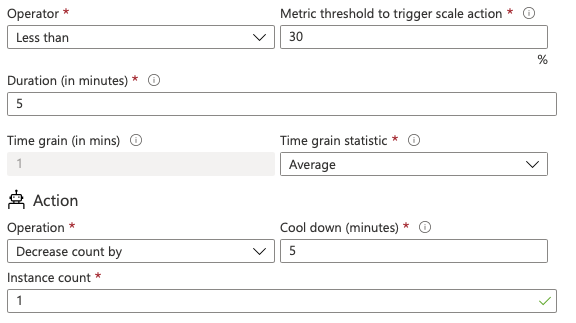 Operator * Metric threshold to trigger scale action *
Less than 30
%
Duration (in minutes) *
5
Time grain (in mins) Time grain statistic *
1 Average
Action
Operation * Cool down (minutes) *
Decrease count by 5
Instance count *
1